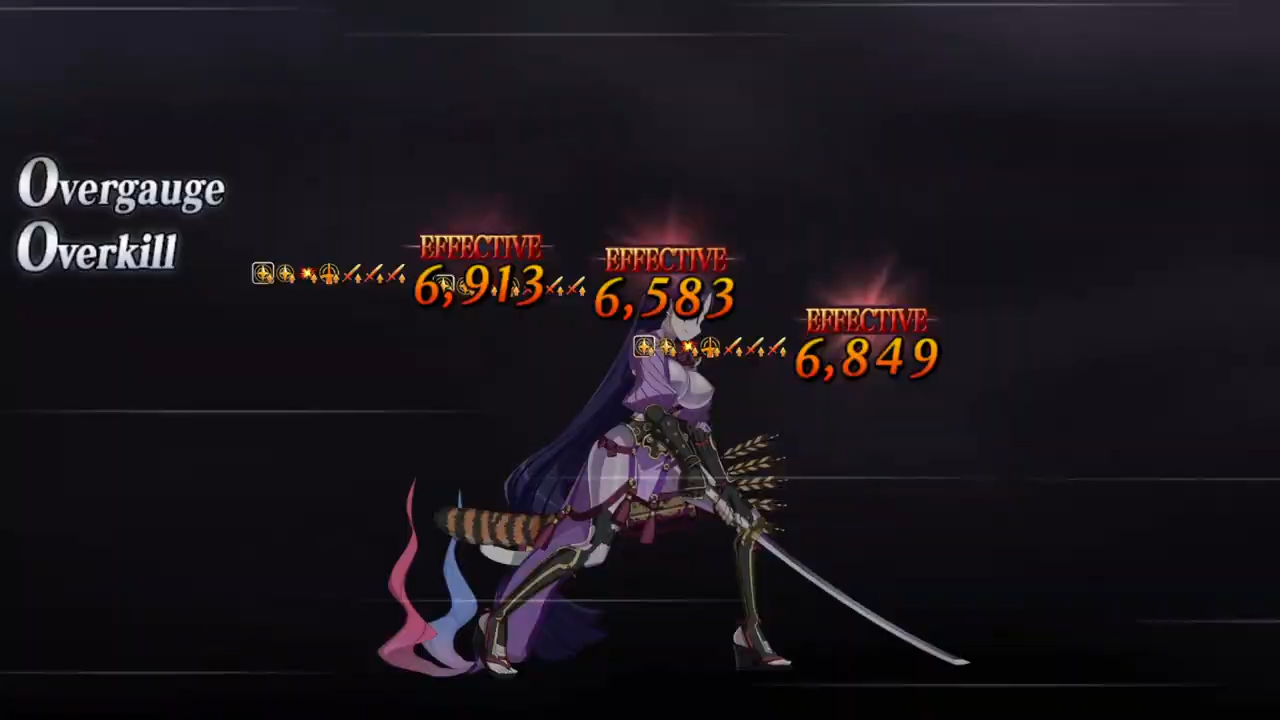 Overgauge
Overkill
EFFECTIVE
6,913
EFFECTIVE
6,583
EFFECTIVE
6,849